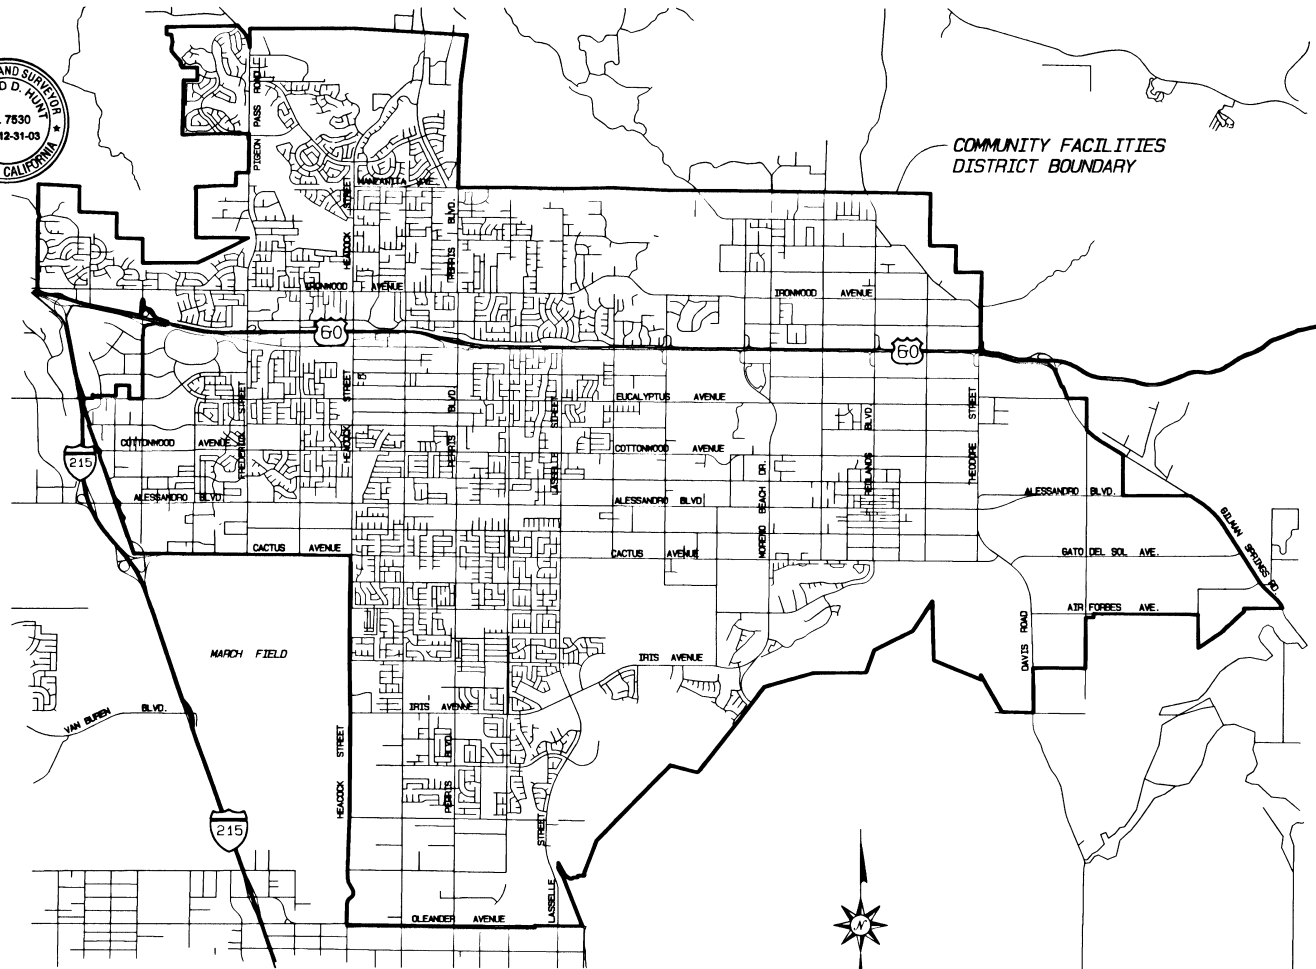 AND SURVEYOR
D D. HUNT
. 7530
12-31-03
CALIFORNIA
PIGEON PASS ROAD
COMMUNITY FACILITIES
DISTRICT BOUNDARY
MANZANITA AVE.
HEACOCK STREET
PERRIS BLVD.
IRONWOOD AVENUE
IRONWOOD AVENUE
60
60
HEACOCK STREET
PERRIS BLVD.
FREDERICK STREET
LASSELLE STREET
EUCALYPTUS AVENUE
REDLANDS BLVD.
THEODORE STREET
COTTONWOOD AVENUE
COTTONWOOD AVENUE
215
MORENO BEACH DR.
ALESSANDRO BLVD.
ALESSANDRO BLVD
ALESSANDRO BLVD.
GILMAN SPRINGS RD.
CACTUS AVENUE
CACTUS AVENUE
GATO DEL SOL AVE.
AIR FORBES AVE.
DAVIS ROAD
MARCH FIELD
IRIS AVENUE
IRIS AVENUE
VAN BUREN BLVD.
HEACOCK STREET
PERRIS BLVD.
215
LASSELLE STREET
OLEANDER AVENUE
N